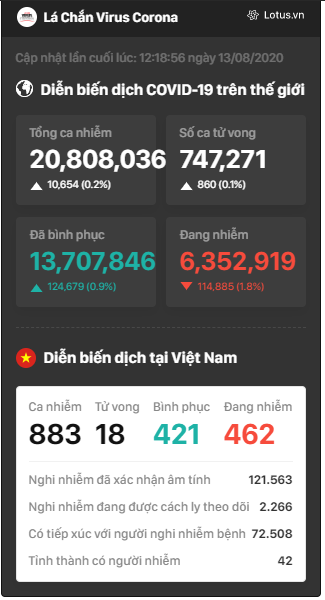 Lá Chắn Virus Corona
Lotus.vn
Cập nhật lần cuối lúc: 12:18:56 ngày 13/08/2020
Diễn biến dịch COVID-19 trên thế giới
Tổng ca nhiễm
Số ca tử vong
20,808,036
747,271
10,654 (0.2%)
860 (0.1%)
Đã bình phục
Đang nhiễm
13,707,846
6,352,919
124,679 (0.9%)
114,885 (1.8%)
Diễn biến dịch tại Việt Nam
Ca nhiễm Tử vong Bình phục Đang nhiễm
883 18 421 462
Nghi nhiễm đã xác nhận âm tính 121.563
Nghi nhiễm đang được cách ly theo dõi 2.266
Có tiếp xúc với người nghi nhiễm bệnh 72.508
Tỉnh thành có người nhiễm 42